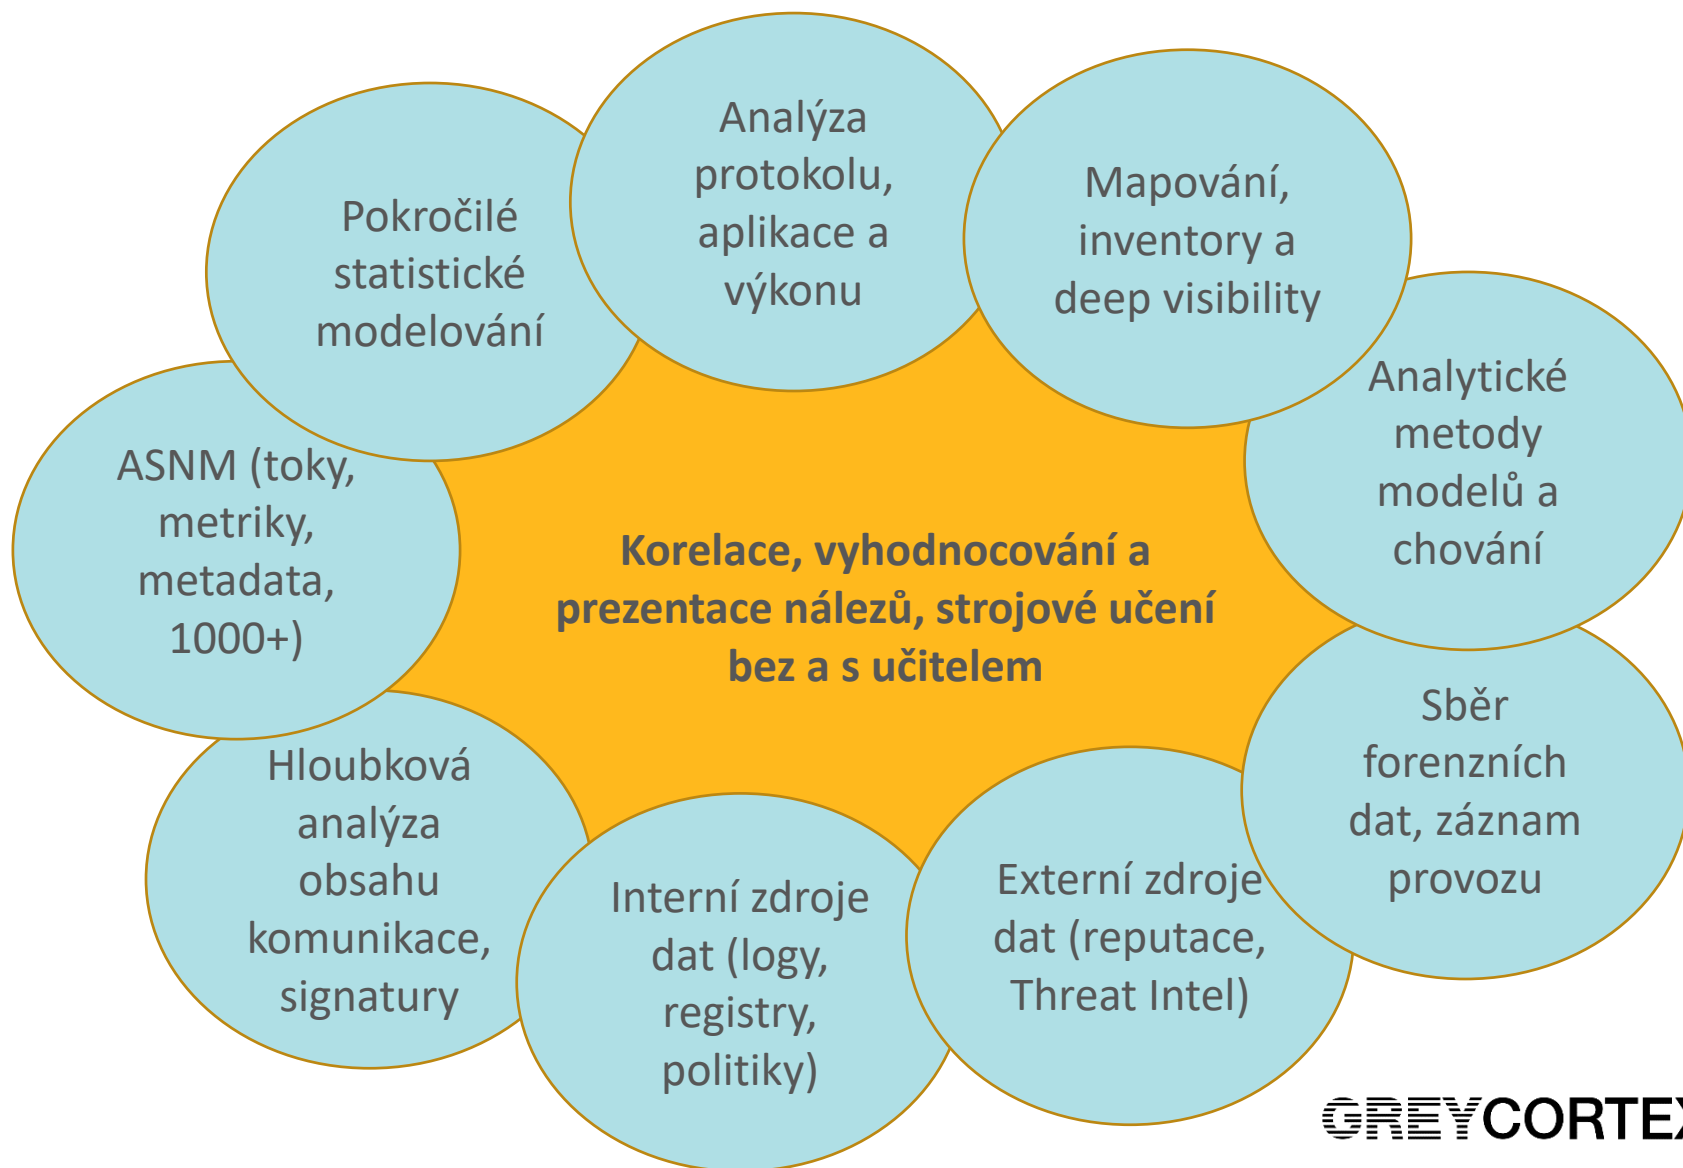 Analýza
protokolu,
aplikace a
výkonu
Mapování,
inventory a
deep visibility
Pokročilé
statistické
modelování
Analytické
metody
modelů a
chování
ASNM (toky,
metriky,
metadata,
1000+)
Korelace, vyhodnocování a
prezentace nálezů, strojové učení
bez a s učitelem
Sběr
forenzních
dat, záznam
provozu
Hloubková
analýza
obsahu
komunikace,
signatury
Interní zdroje
dat (logy,
registry,
politiky)
Externí zdroje
dat (reputace,
Threat Intel)
GREYCORTEX